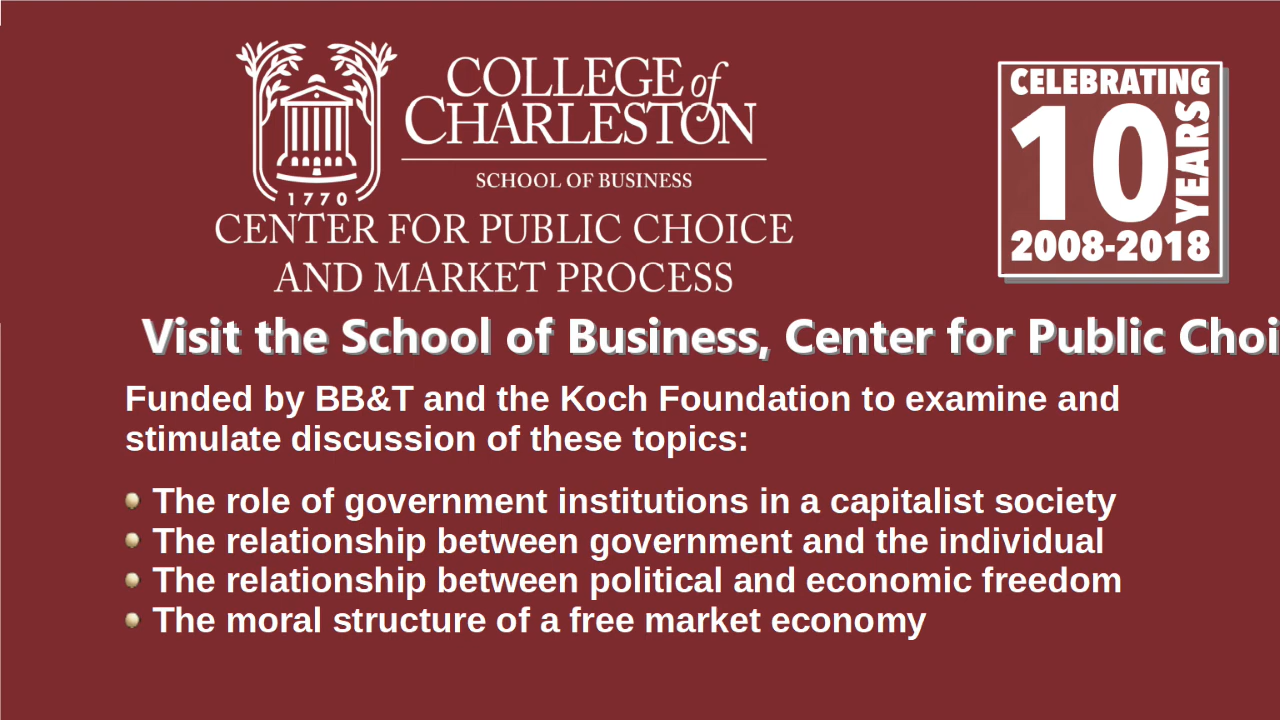 COLLEGE of
CHARLESTON
SCHOOL OF BUSINESS
1770
CENTER FOR PUBLIC CHOICE
AND MARKET PROCESS
CELEBRATING
10
YEARS
2008-2018
Visit the School of Business, Center for Public Choi
Funded by BB&T and the Koch Foundation to examine and
stimulate discussion of these topics:
The role of government institutions in a capitalist society
The relationship between government and the individual
The relationship between political and economic freedom
The moral structure of a free market economy